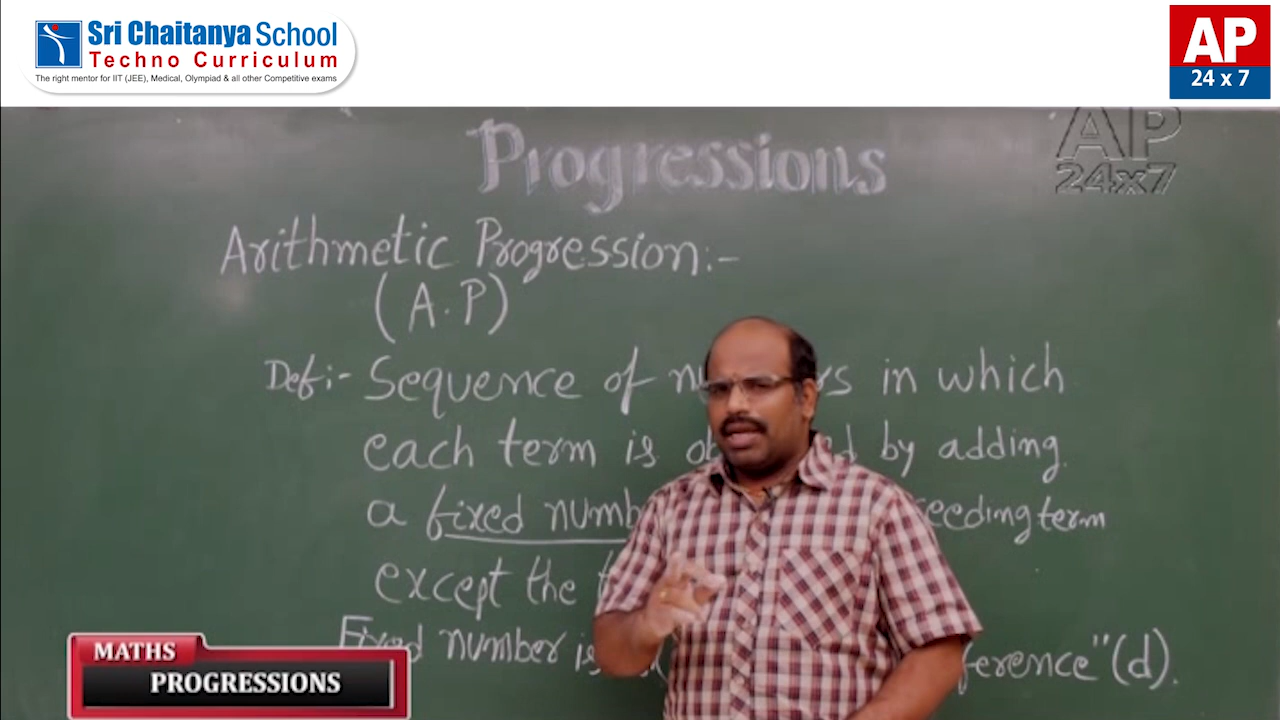 Sri Chaitanya School
Techno Curriculum
The right mentor for IIT (JEE), Medical, Olympiad & all other Competitive exams
AP
24 x 7
AP
24x7
Progressions
Arithmetic Progression:-
(A.P)
Def:- Sequence of in which
each term is by adding
a fixed term
except the
Fixed number is (d).
MATHS
PROGRESSIONS